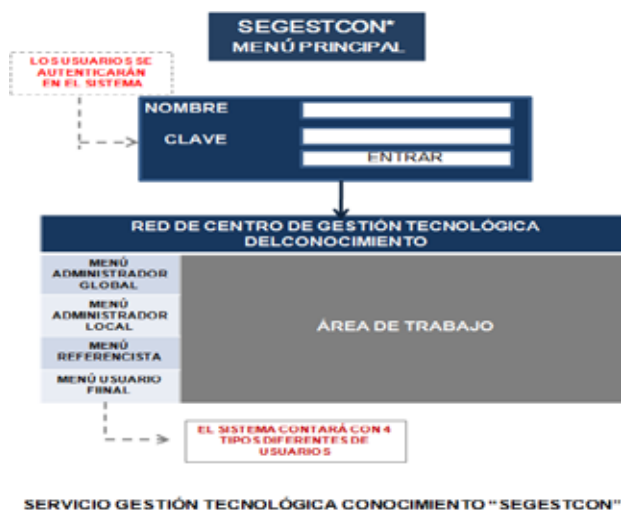 SEGESTCON*
MENÚ PRINCIPAL
LOS USUARIOS SE
AUTENTICARÁN
EN EL SISTEMA
NOMBRE
CLAVE
ENTRAR
RED DE CENTRO DE GESTIÓN TECNOLÓGICA
DELCONOCIMIENTO
MENÚ
ADMINISTRADOR
GLOBAL
MENÚ
ADMINISTRADOR
LOCAL
MENÚ
REFERENCISTA
MENÚ USUARIO
FIINAL
ÁREA DE TRABAJO
EL SISTEMA CONTARÁ CON 4
TIPOS DIFERENTES DE
USUARIOS
SERVICIO GESTIÓN TECNOLÓGICA CONOCIMIENTO "SEGESTCON"